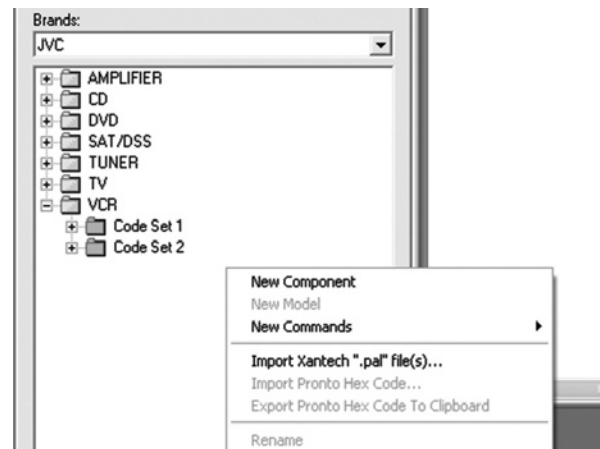 Brands:
JVC
AMPLIFIER
CD
DVD
SAT/DSS
TUNER
TV
VCR
Code Set 1
Code Set 2
New Component
New Model
New Commands
Import Xantech ".pal" file(s)...
Import Pronto Hex Code...
Export Pronto Hex Code To Clipboard
Rename